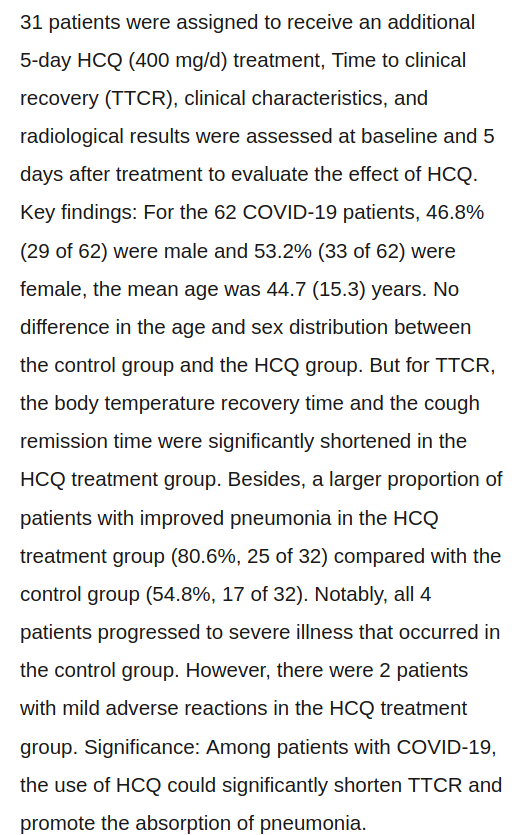 31 patients were assigned to receive an additional
5-day HCQ (400 mg/d) treatment, Time to clinical
recovery (TTCR), clinical characteristics, and
radiological results were assessed at baseline and 5
days after treatment to evaluate the effect of HCQ.
Key findings: For the 62 COVID-19 patients, 46.8%
(29 of 62) were male and 53.2% (33 of 62) were
female, the mean age was 44.7 (15.3) years. No
difference in the age and sex distribution between
the control group and the HCQ group. But for TTCR,
the body temperature recovery time and the cough
remission time were significantly shortened in the
HCQ treatment group. Besides, a larger proportion of
patients with improved pneumonia in the HCQ
treatment group (80.6%, 25 of 32) compared with the
control group (54.8%, 17 of 32). Notably, all 4
patients progressed to severe illness that occurred in
the control group. However, there were 2 patients
with mild adverse reactions in the HCQ treatment
group. Significance: Among patients with COVID-19,
the use of HCQ could significantly shorten TTCR and
promote the absorption of pneumonia.